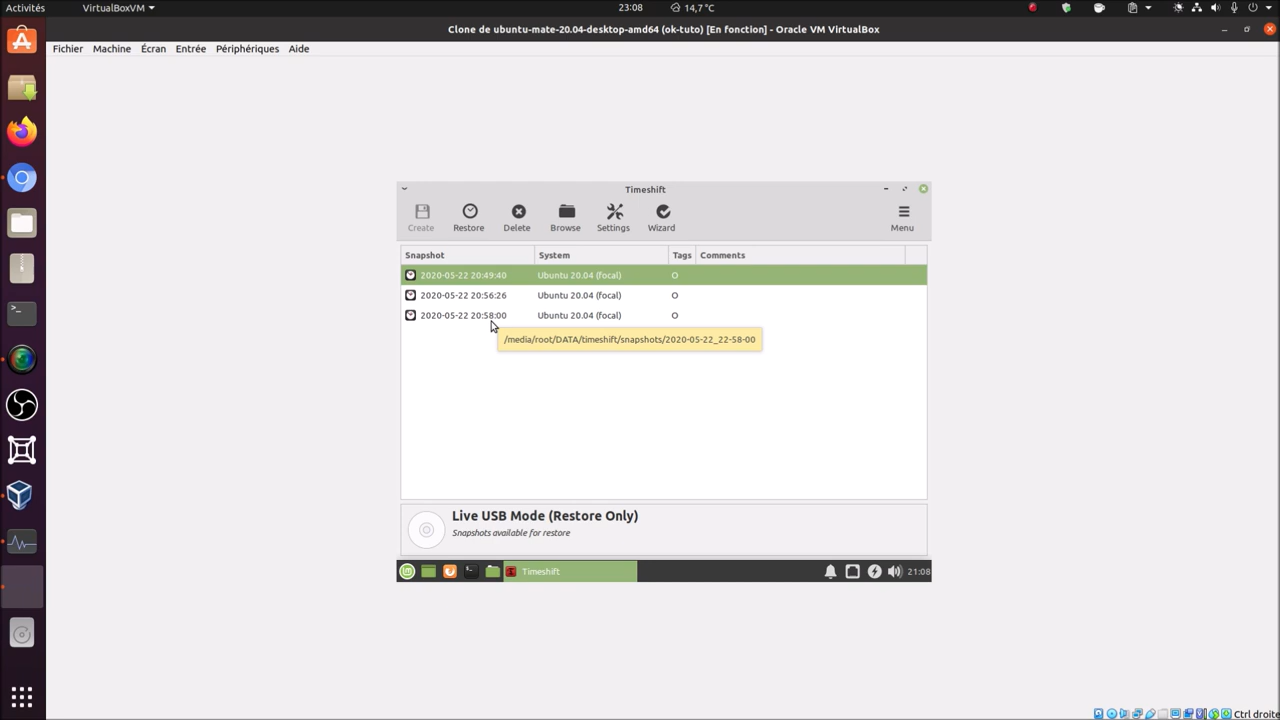 Activités VirtualBoxVM 23:08 14,7 °C
Clone de ubuntu-mate-20.04-desktop-amd64 (ok-tuto) [En fonction] - Oracle VM VirtualBox
Fichier Machine Écran Entrée Périphériques Aide
Timeshift
Create Restore Delete Browse Settings Wizard Menu
Snapshot System Tags Comments
2020-05-22 20:49:40 Ubuntu 20.04 (focal) O
2020-05-22 20:56:26 Ubuntu 20.04 (focal) O
2020-05-22 20:58:00 Ubuntu 20.04 (focal) O
/media/root/DATA/timeshift/snapshots/2020-05-22_22-58-00
Live USB Mode (Restore Only)
Snapshots available for restore
Timeshift 21:08
Ctrl droite